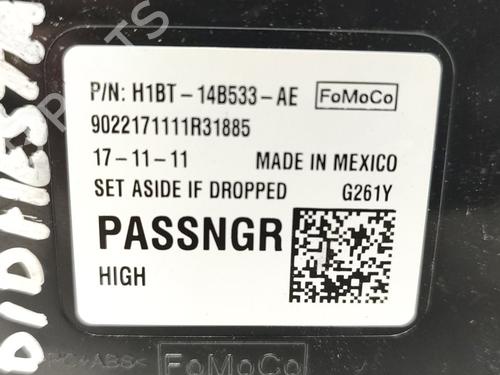 P/N: H1BT-14B533-AE FoMoCo
9022171111R31885
17-11-11 MADE IN MEXICO
SET ASIDE IF DROPPED G261Y
PASSNGR
HIGH
FoMoCo